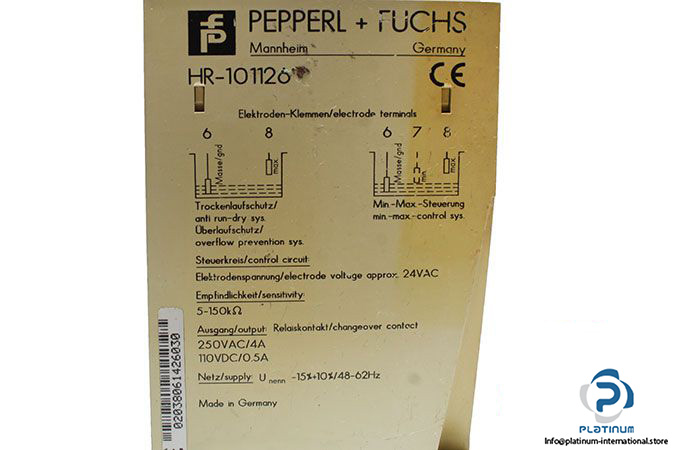 PEPPERL + FUCHS
Mannheim Germany
HR-101126 CE
Elektroden-Klemmen/electrode terminals
6 8 6 7 8
Masse/gnd max. Masse/gnd min. max.
Trockenlaufschutz/
anti run-dry sys.
Überlaufschutz/
overflow prevention sys.
Min.-Max.-Steuerung
min.-max.-control sys.
Steuerkreis/control circuit:
Elektrodenspannung/electrode voltage approx. 24VAC
Empfindlichkeit/sensitivity:
5-150kΩ
Ausgang/output: Relaiskontakt/changeover contact
250VAC/4A
110VDC/0.5A
Netz/supply: U nenn -15%+10%/48-62Hz
Made in Germany
02038061426030
PLATINUM
Info@platinum-international.store